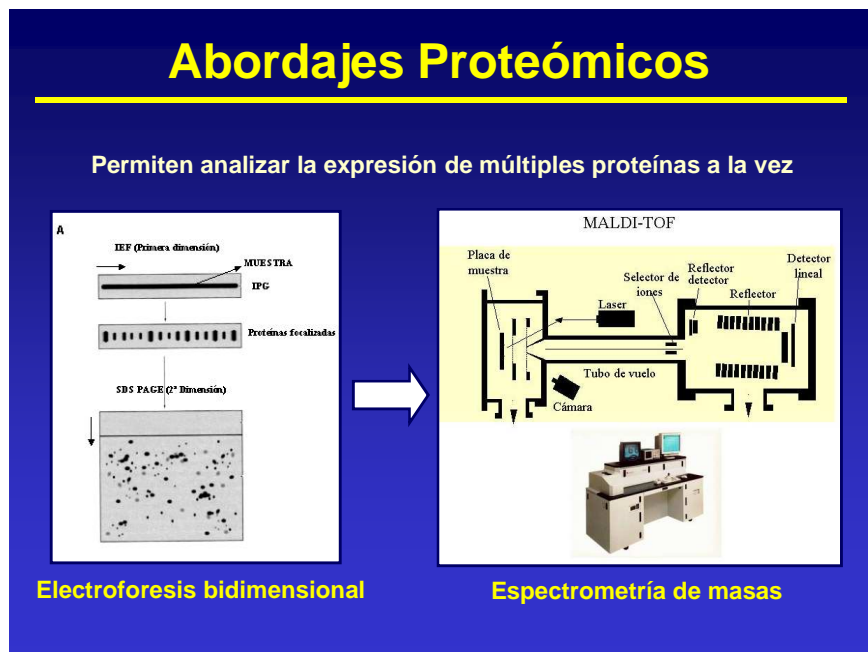 Abordajes Proteómicos
Permiten analizar la expresión de múltiples proteínas a la vez
A
IEF (Primera dimensión)
MUESTRA
IPG
Proteínas focalizadas
SDS PAGE (2ª Dimensión)
MALDI-TOF
Placa de
muestra
Laser
Selector de
iones
Reflector
detector
Reflector
Detector
lineal
Tubo de vuelo
Cámara
Electroforesis bidimensional
Espectrometría de masas